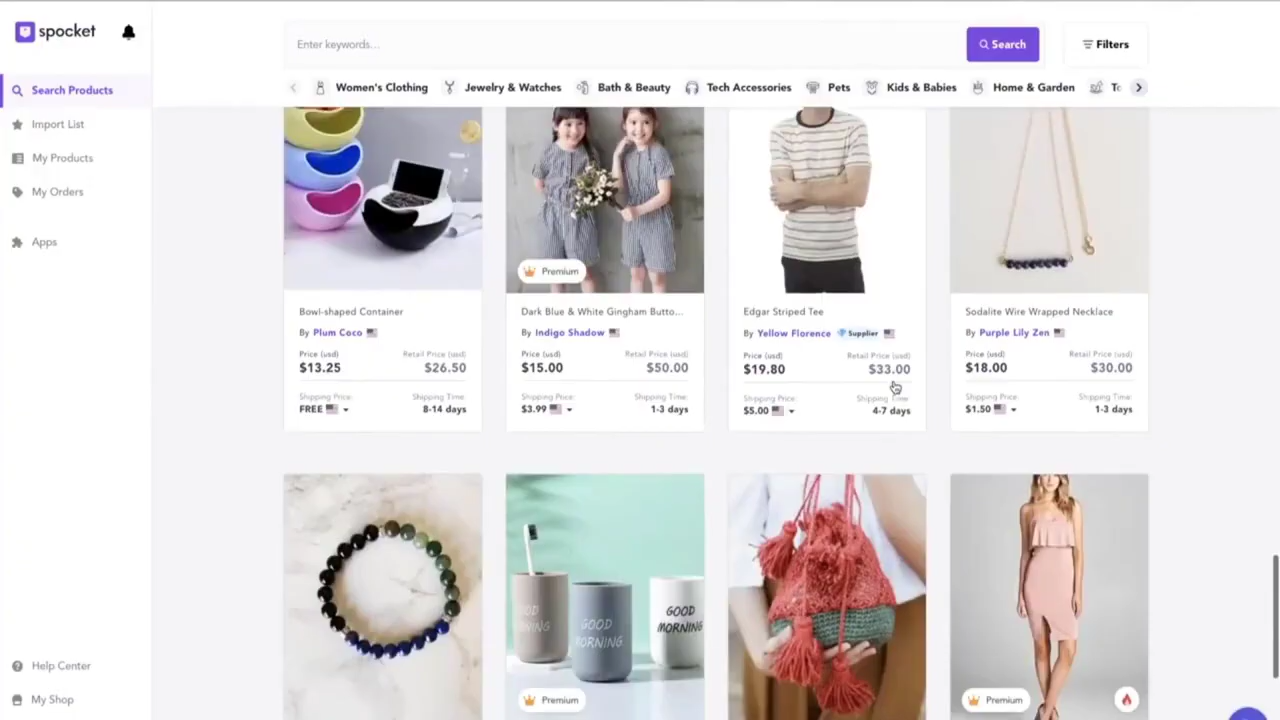 spocket
Enter keywords...
Search
Filters
Search Products
Women's Clothing
Jewelry & Watches
Bath & Beauty
Tech Accessories
Pets
Kids & Babies
Home & Garden
Import List
My Products
My Orders
Apps
Premium
Bowl-shaped Container
By Plum Coco
Price (usd) Retail Price (usd)
$13.25 $26.50
Shipping Price: Shipping Time:
FREE 8-14 days
Dark Blue & White Gingham Butto...
By Indigo Shadow
Price (usd) Retail Price (usd)
$15.00 $50.00
Shipping Price: Shipping Time:
$3.99 1-3 days
Edgar Striped Tee
By Yellow Florence Supplier
Price (usd) Retail Price (usd)
$19.80 $33.00
Shipping Price: Shipping Time:
$5.00 4-7 days
Sodalite Wire Wrapped Necklace
By Purple Lily Zen
Price (usd) Retail Price (usd)
$18.00 $30.00
Shipping Price: Shipping Time:
$1.50 1-3 days
GOOD
MORNING
GOOD
MORNING
Premium
Premium
Help Center
My Shop